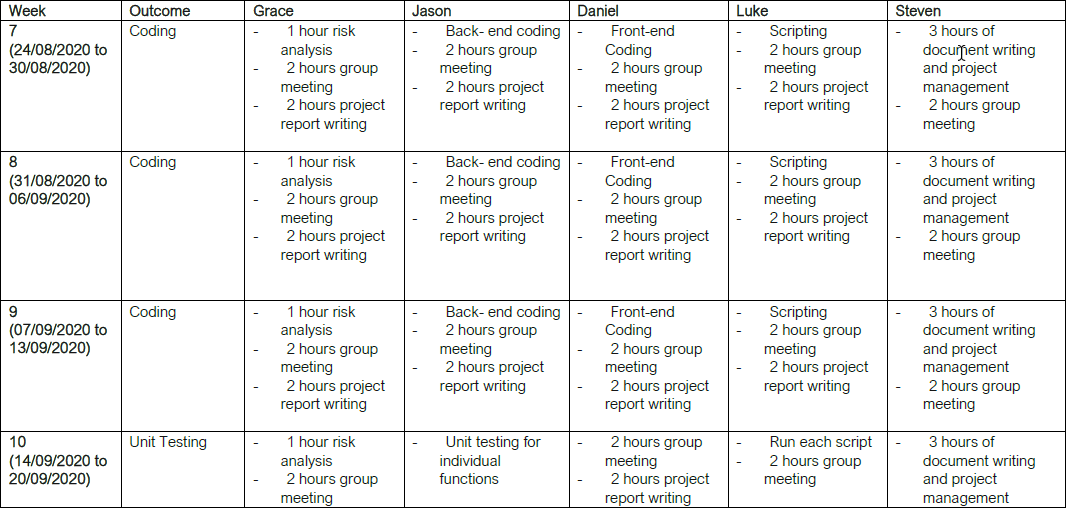 Week Outcome Grace Jason Daniel Luke Steven
7
(24/08/2020 to
30/08/2020)
Coding
- 1 hour risk
analysis
- 2 hours group
meeting
- 2 hours project
report writing
- Back- end coding
- 2 hours group
meeting
- 2 hours project
report writing
- Front-end
Coding
- 2 hours group
meeting
- 2 hours project
report writing
- Scripting
- 2 hours group
meeting
- 2 hours project
report writing
- 3 hours of
document writing
and project
management
- 2 hours group
meeting
8
(31/08/2020 to
06/09/2020)
Coding
- 1 hour risk
analysis
- 2 hours group
meeting
- 2 hours project
report writing
- Back- end coding
- 2 hours group
meeting
- 2 hours project
report writing
- Front-end
Coding
- 2 hours group
meeting
- 2 hours project
report writing
- Scripting
- 2 hours group
meeting
- 2 hours project
report writing
- 3 hours of
document writing
and project
management
- 2 hours group
meeting
9
(07/09/2020 to
13/09/2020)
Coding
- 1 hour risk
analysis
- 2 hours group
meeting
- 2 hours project
report writing
- Back- end coding
- 2 hours group
meeting
- 2 hours project
report writing
- Front-end
Coding
- 2 hours group
meeting
- 2 hours project
report writing
- Scripting
- 2 hours group
meeting
- 2 hours project
report writing
- 3 hours of
document writing
and project
management
- 2 hours group
meeting
10
(14/09/2020 to
20/09/2020)
Unit Testing
- 1 hour risk
analysis
- 2 hours group
meeting
- Unit testing for
individual
functions
- 2 hours group
meeting
- 2 hours project
report writing
- Run each script
- 2 hours group
meeting
- 3 hours of
document writing
and project
management